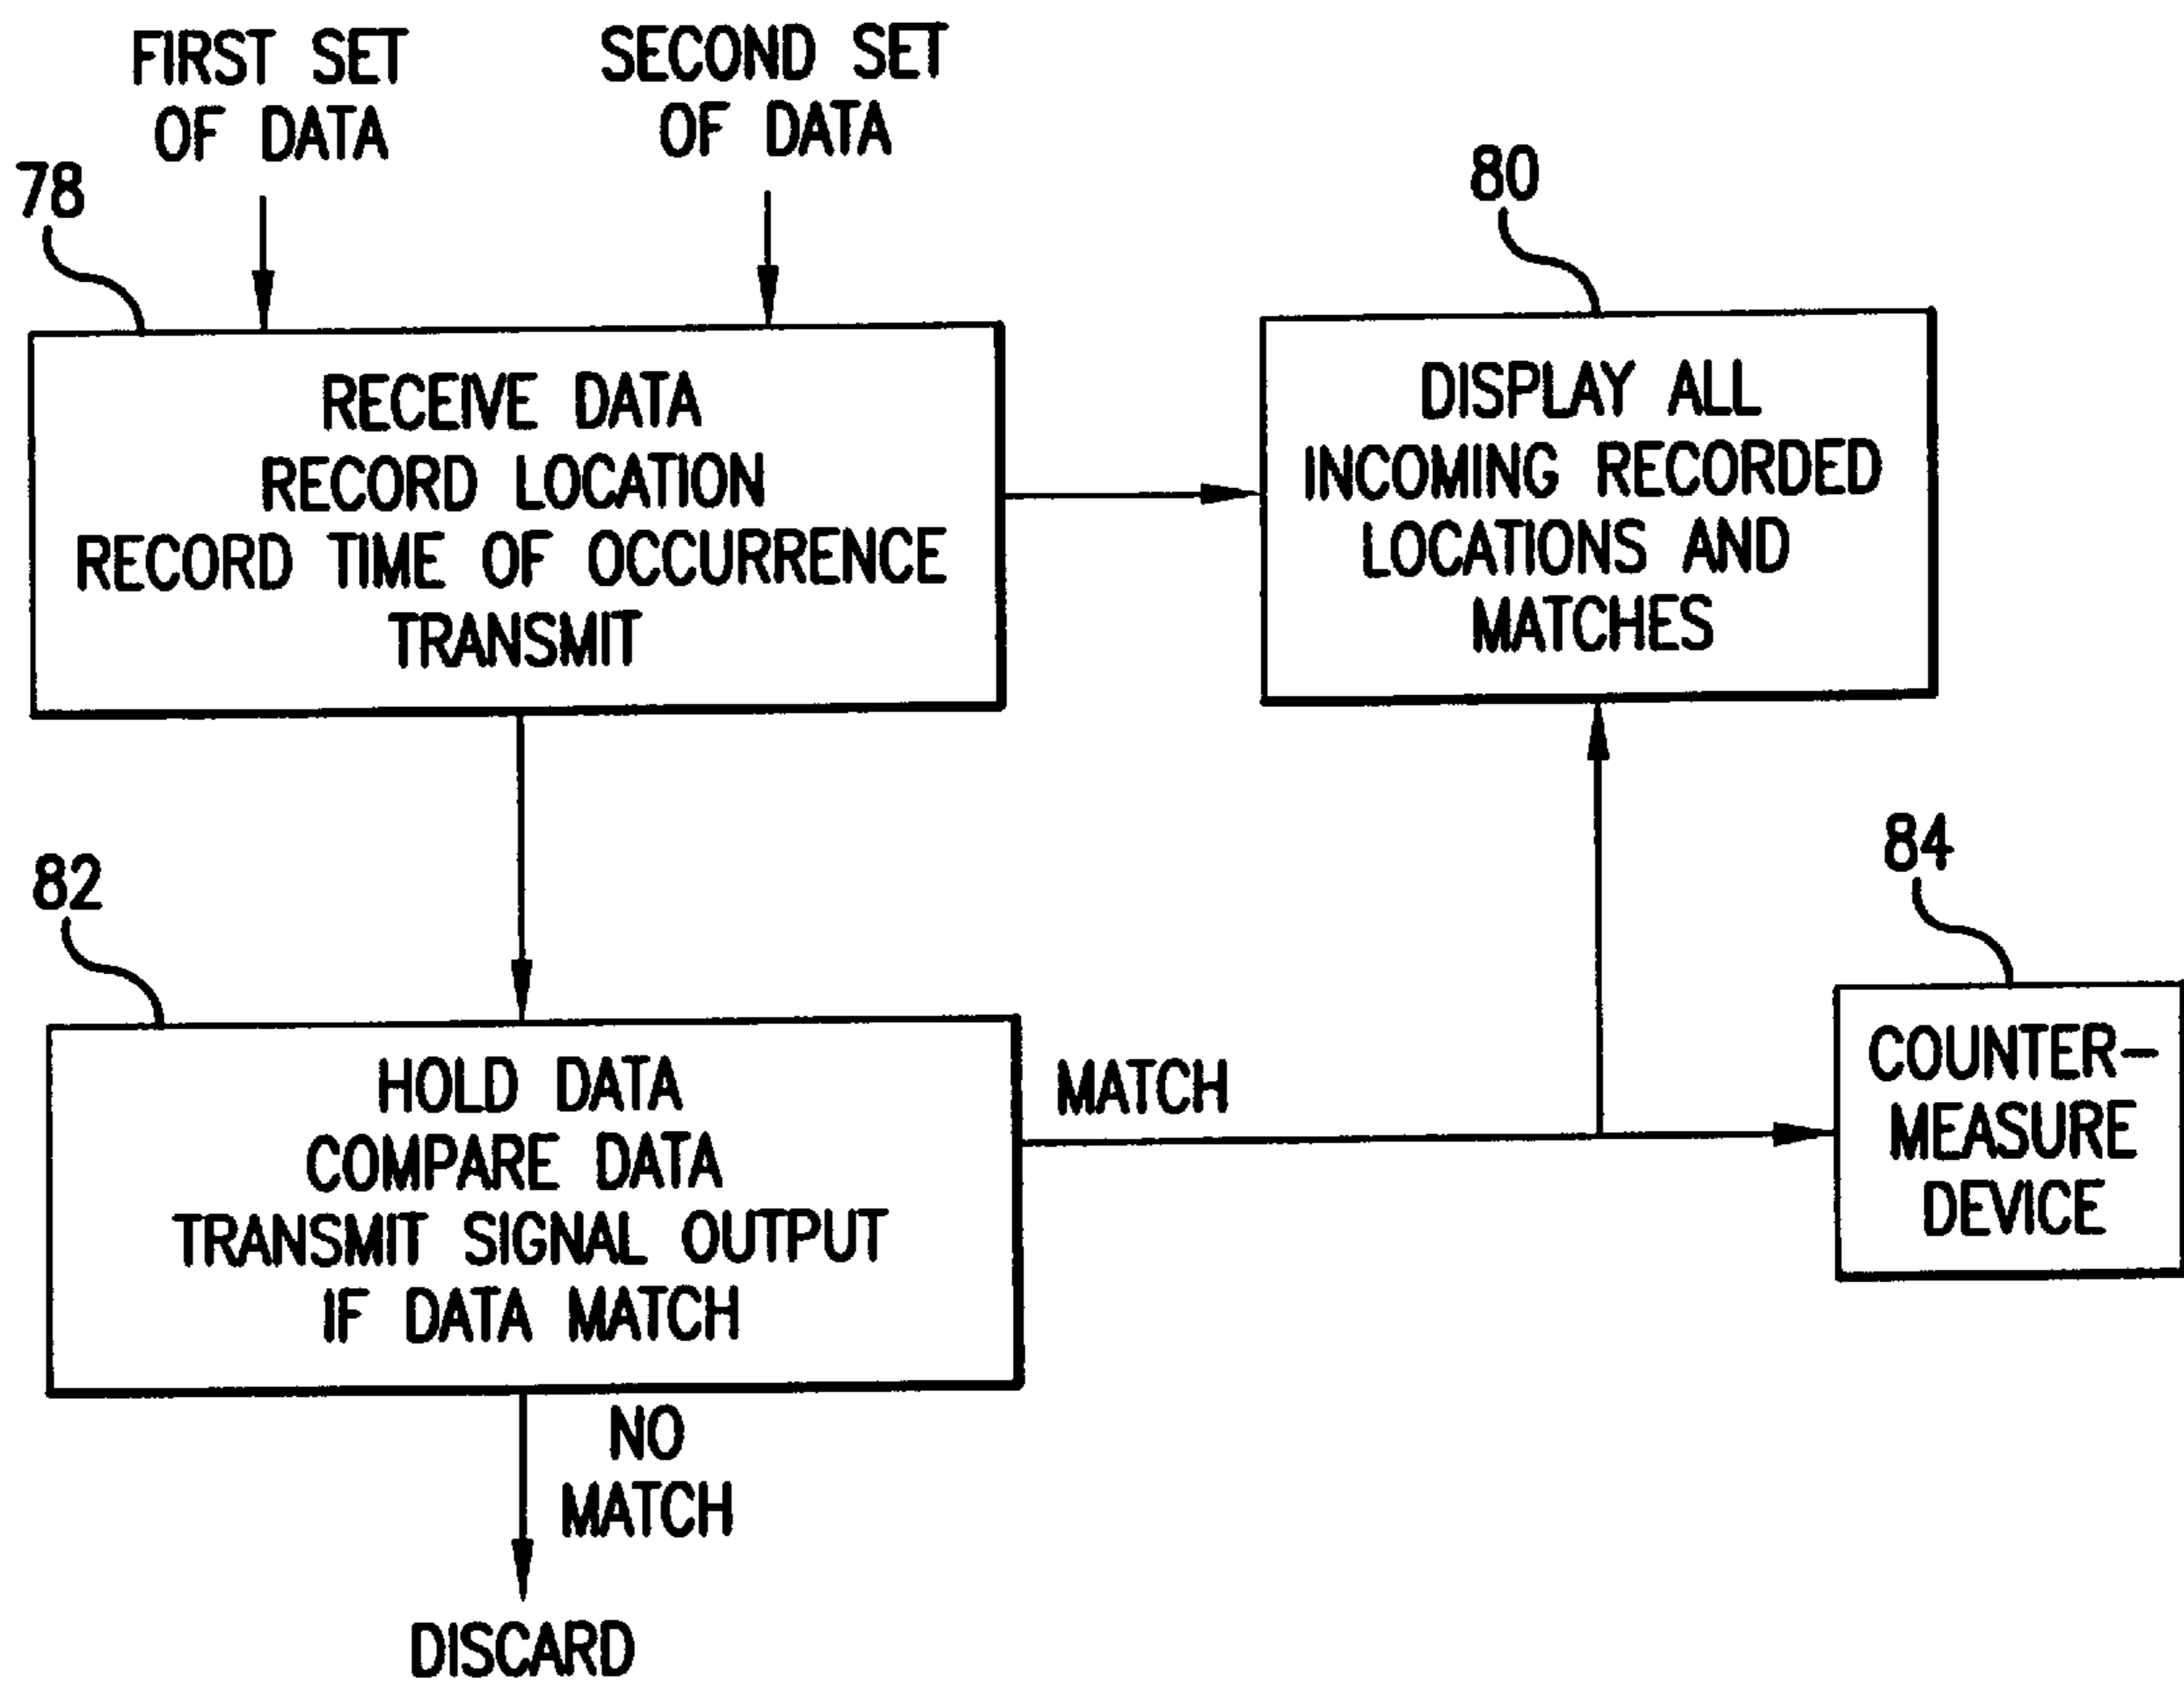 FIRST SET
OF DATA
SECOND SET
OF DATA
78
80
RECEIVE DATA
RECORD LOCATION
RECORD TIME OF OCCURRENCE
TRANSMIT
DISPLAY ALL
INCOMING RECORDED
LOCATIONS AND
MATCHES
82
84
HOLD DATA
COMPARE DATA
TRANSMIT SIGNAL OUTPUT
IF DATA MATCH
MATCH
COUNTER-
MEASURE
DEVICE
NO
MATCH
DISCARD